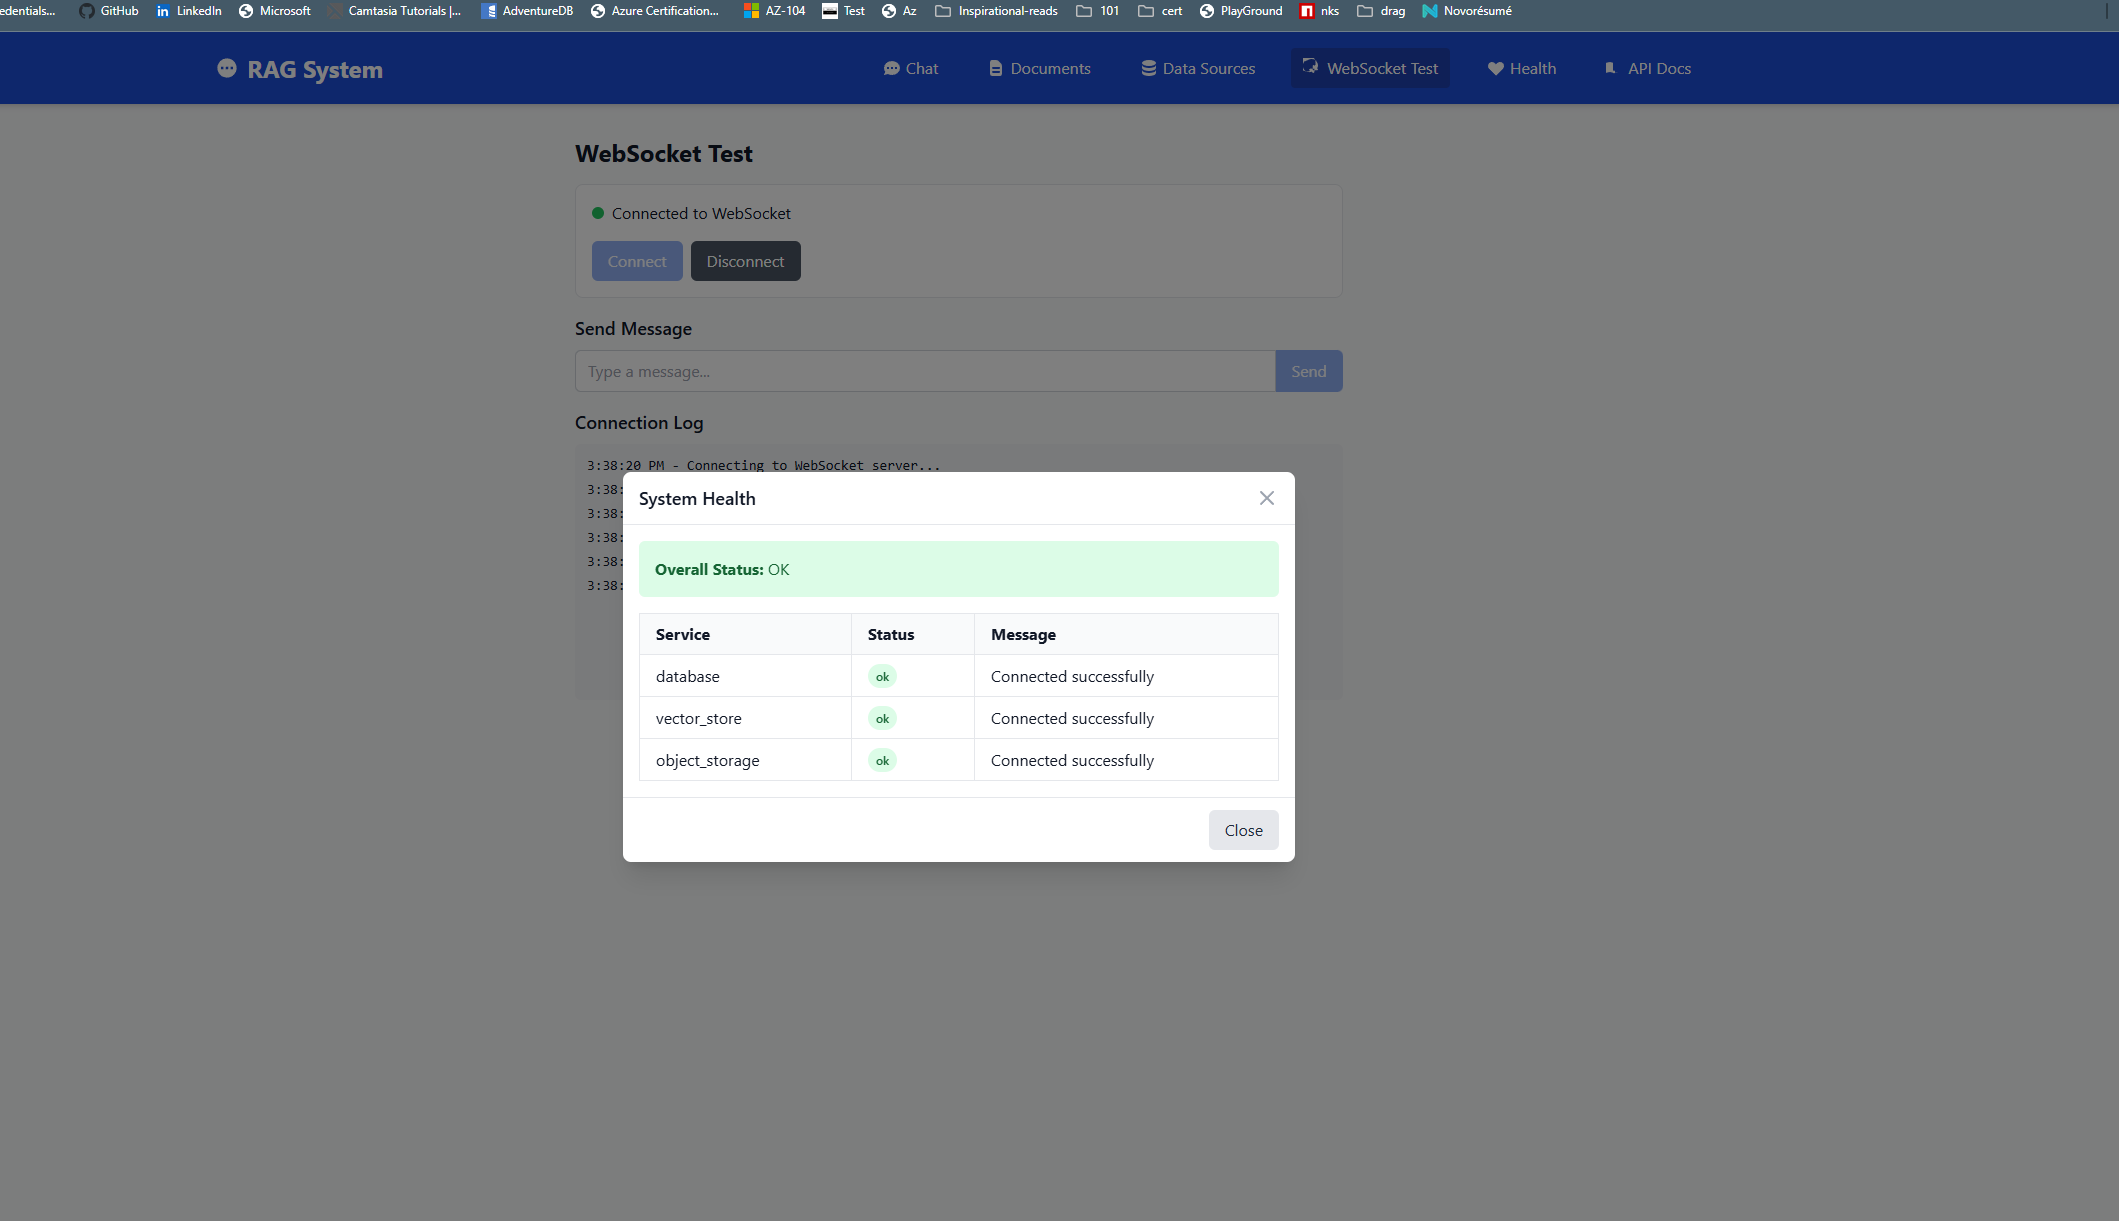 edentials... GitHub LinkedIn Microsoft Camtasia Tutorials |... AdventureDB Azure Certification... AZ-104 Test Az Inspirational-reads 101 cert PlayGround nks drag Novorésumé
RAG System Chat Documents Data Sources WebSocket Test Health API Docs
WebSocket Test
Connected to WebSocket
Connect Disconnect
Send Message
Type a message... Send
Connection Log
3:38:20 PM - Connecting to WebSocket server...
3:38:
3:38:
3:38:
3:38:
3:38:
System Health
Overall Status: OK
Service Status Message
database ok Connected successfully
vector_store ok Connected successfully
object_storage ok Connected successfully
Close